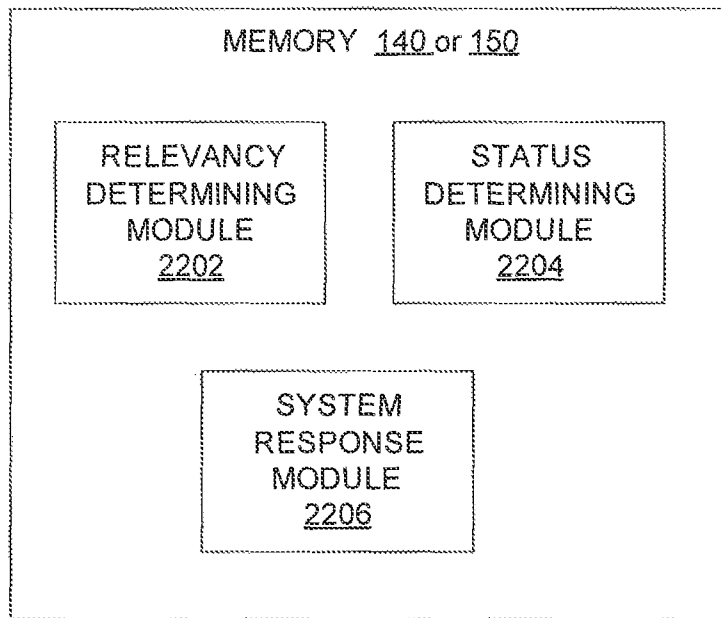 MEMORY 140 or 150
RELEVANCY
DETERMINING
MODULE
2202
STATUS
DETERMINING
MODULE
2204
SYSTEM
RESPONSE
MODULE
2206